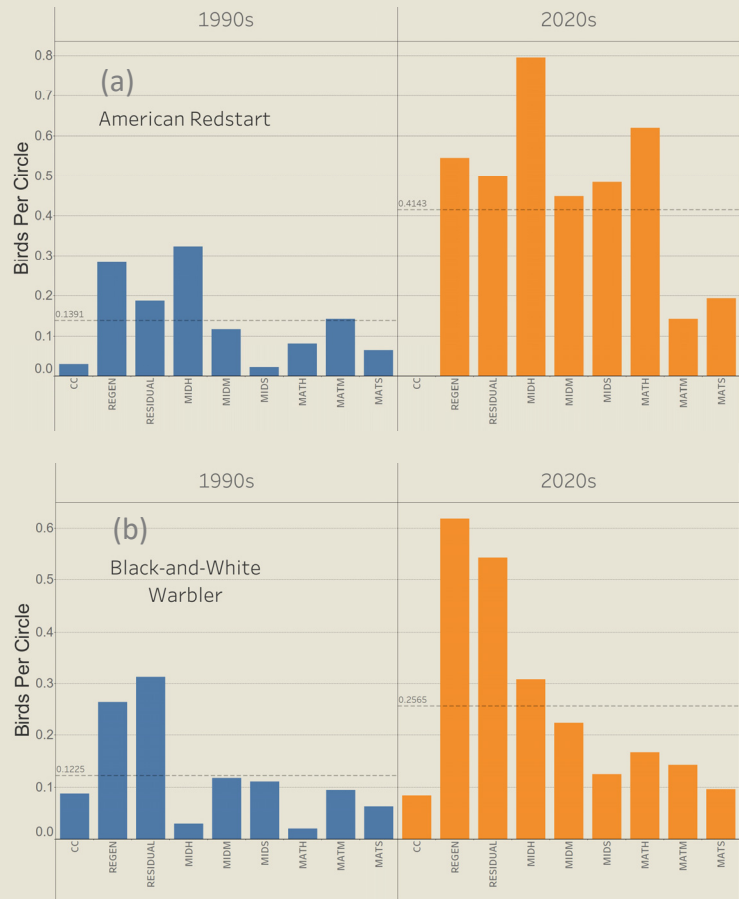 1990s 2020s
0.8
0.7
0.6
0.5
0.4
0.3
0.2
0.1
0.0
Birds Per Circle
(a)
American Redstart
0.1391
0.4143
CC REGEN RESIDUAL MIDH MIDM MIDS MATH MATM MATS CC REGEN RESIDUAL MIDH MIDM MIDS MATH MATM MATS
1990s 2020s
0.6
0.5
0.4
0.3
0.2
0.1
0.0
Birds Per Circle
(b)
Black-and-White
Warbler
0.1225
0.2565
CC REGEN RESIDUAL MIDH MIDM MIDS MATH MATM MATS CC REGEN RESIDUAL MIDH MIDM MIDS MATH MATM MATS